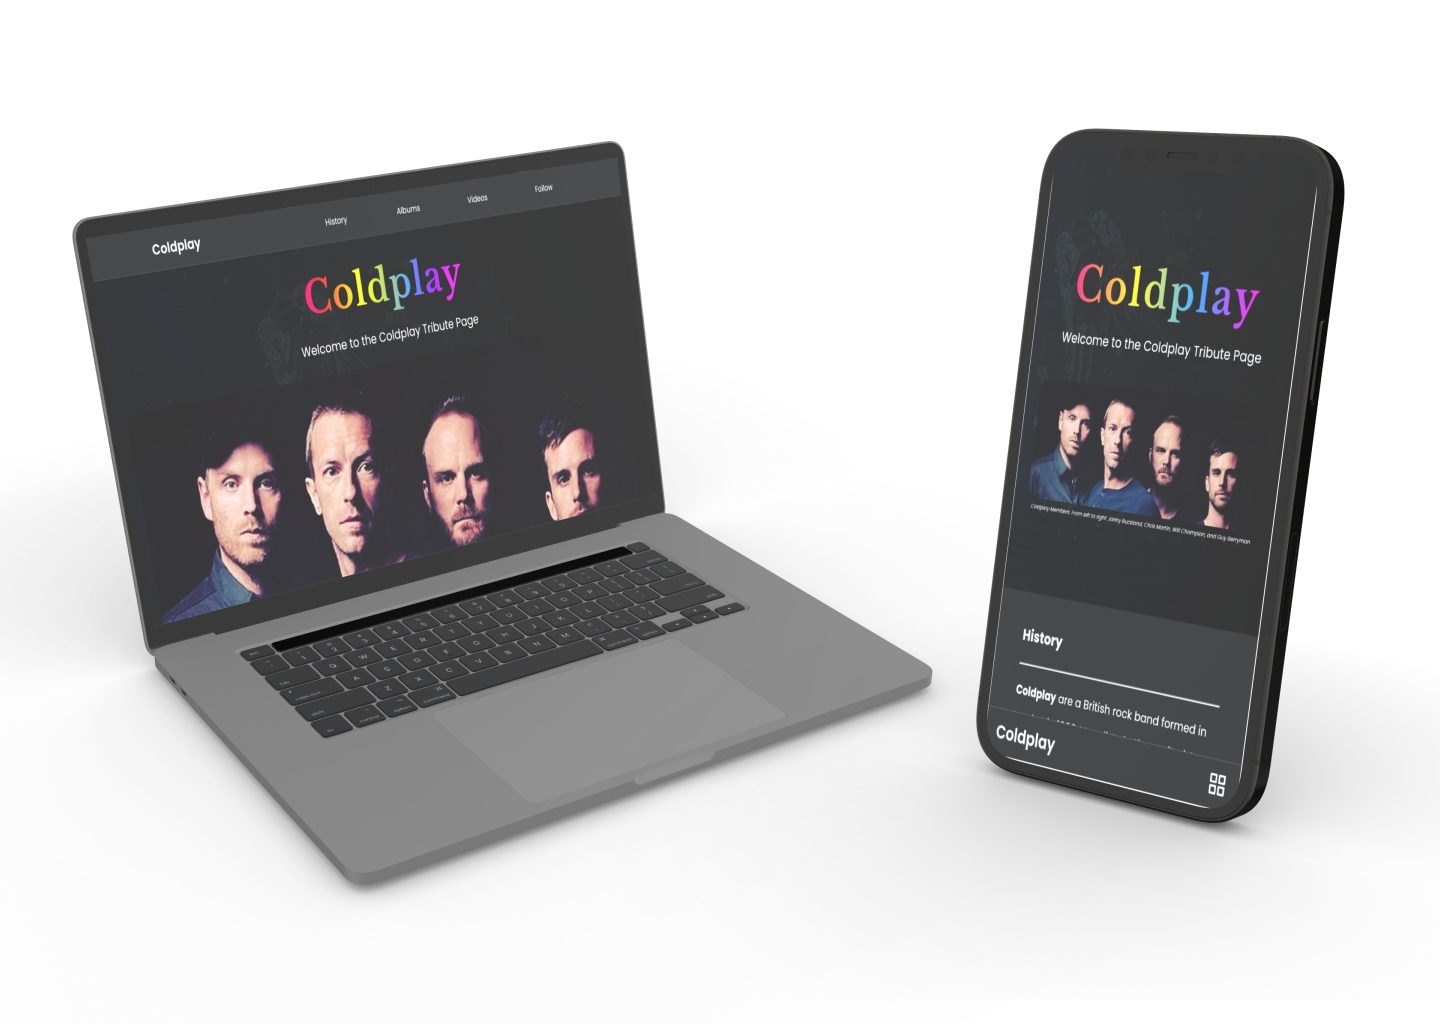 Coldplay
History
Albums
Videos
Follow
Coldplay
Welcome to the Coldplay Tribute Page
Coldplay
Welcome to the Coldplay Tribute Page
Coldplay Members. From left to right: Jonny Buckland, Chris Martin, Will Champion, and Guy Berryman
History
Coldplay are a British rock band formed in
Coldplay